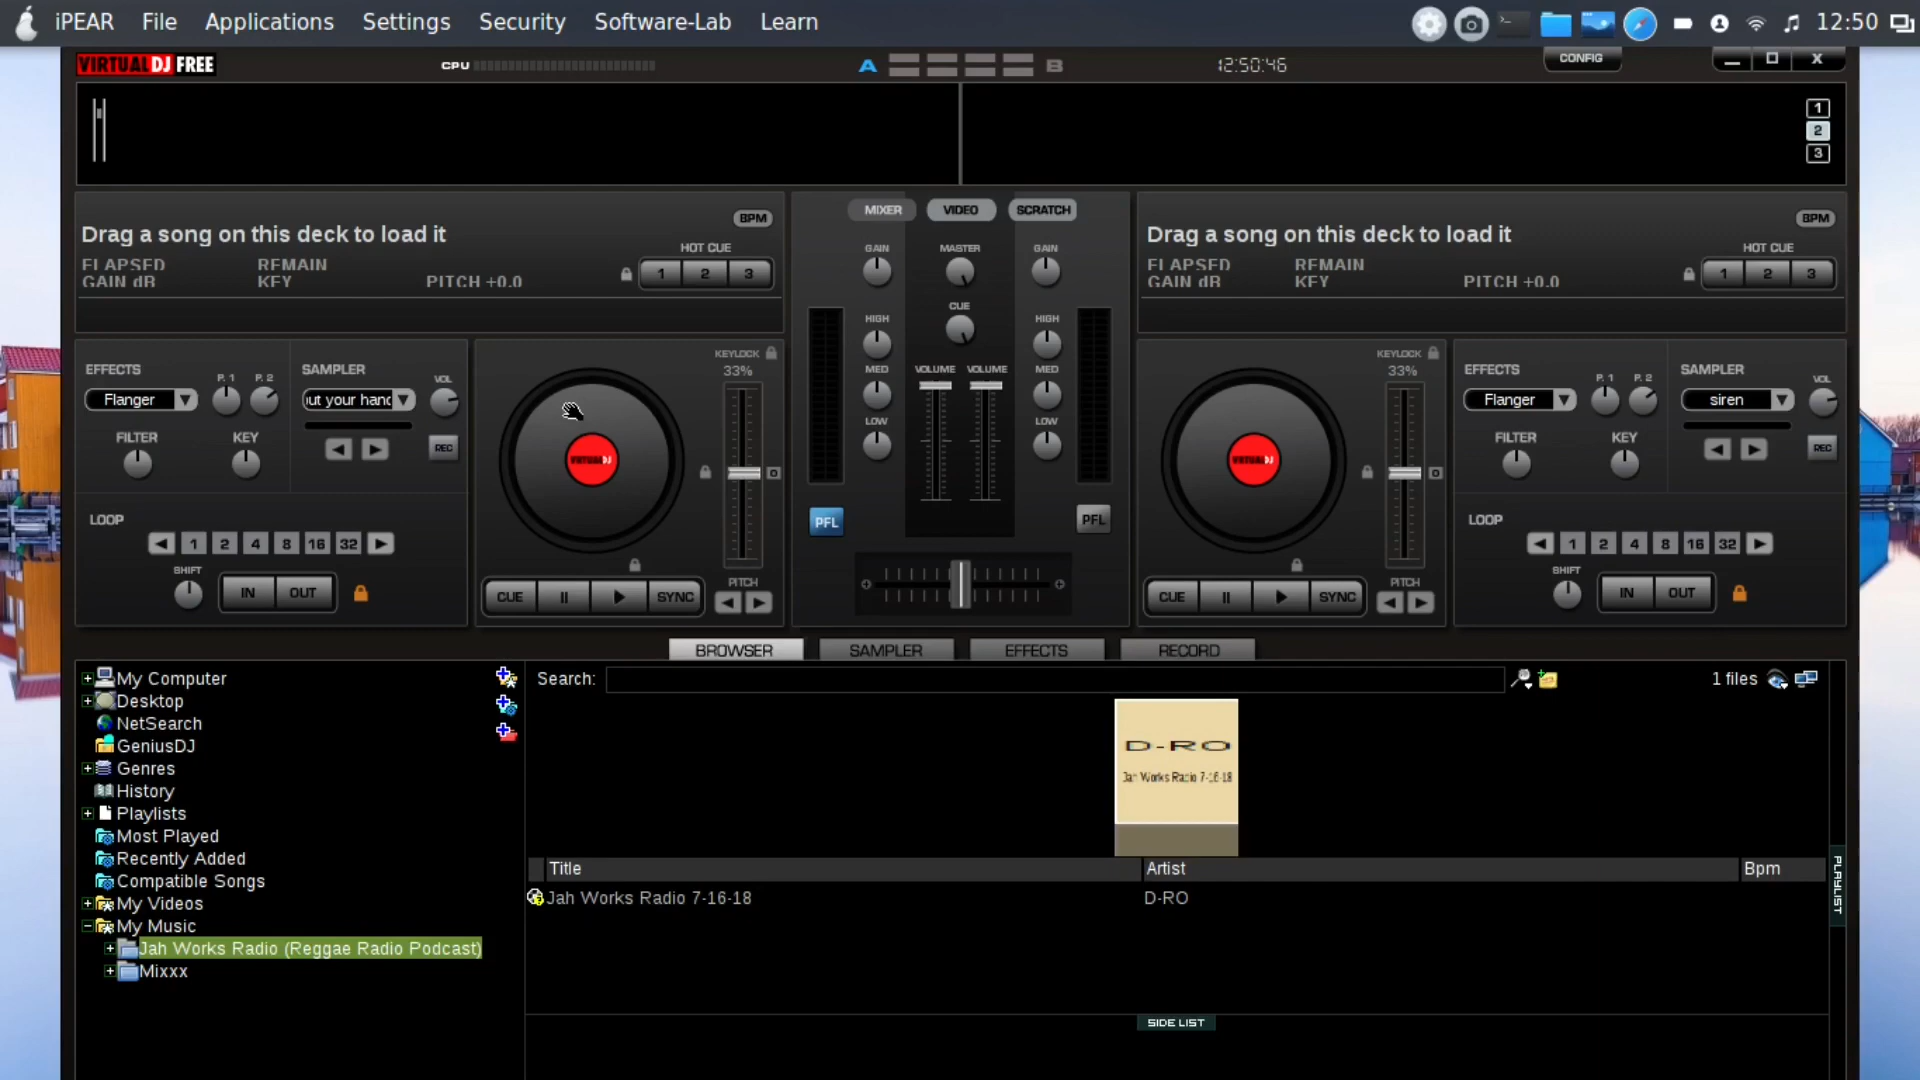 iPEAR File Applications Settings Security Software-Lab Learn 12:50
VIRTUAL DJ FREE CPU A B 12:50:46 CONFIG X
1
2
3
BPM MIXER VIDEO SCRATCH BPM
Drag a song on this deck to load it Drag a song on this deck to load it
HOT CUE GAIN MASTER GAIN HOT CUE
ELAPSED REMAIN ELAPSED REMAIN
1 2 3 1 2 3
GAIN dB KEY PITCH +0.0 GAIN dB KEY PITCH +0.0
CUE
HIGH HIGH
KEYLOCK KEYLOCK
33% 33%
EFFECTS P. 1 P. 2 SAMPLER VOL MED VOLUME VOLUME MED EFFECTS P. 1 P. 2 SAMPLER VOL
Flanger ut your hand Flanger siren
LOW LOW
FILTER KEY REC FILTER KEY REC
VIRTUALDJ VIRTUALDJ
LOOP PFL PFL LOOP
1 2 4 8 16 32 1 2 4 8 16 32
SHIFT PITCH PITCH SHIFT
IN OUT CUE SYNC CUE SYNC IN OUT
BROWSER SAMPLER EFFECTS RECORD
My Computer Search: 1 files
Desktop
NetSearch
GeniusDJ D-RO
Genres Jah Works Radio 7-16-18
History
Playlists
Most Played
Recently Added Title Artist Bpm
Compatible Songs
My Videos Jah Works Radio 7-16-18 D-RO
PLAYLIST
My Music
Jah Works Radio (Reggae Radio Podcast)
Mixxx
SIDE LIST